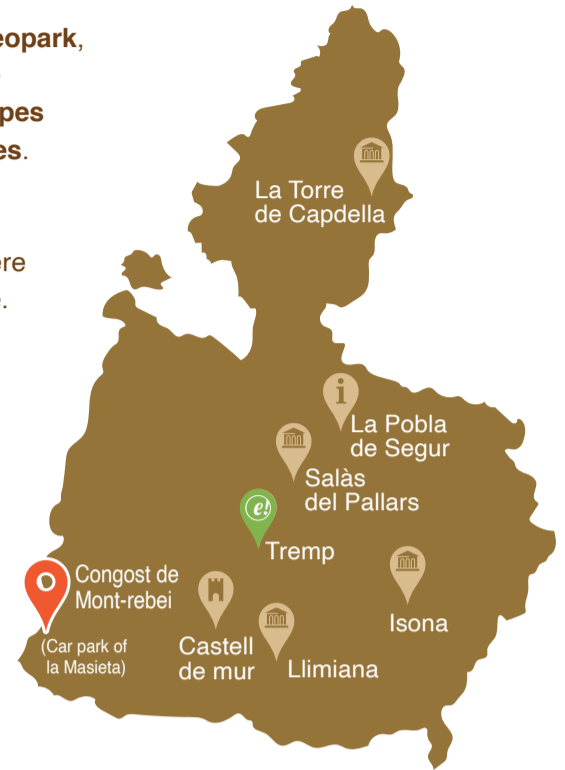 eopark,
pes
es.
ere
La Torre
de Capdella
i
La Pobla
de Segur
Salàs
del Pallars
e!
Tremp
Congost de
Mont-rebei
(Car park of
la Masieta)
Castell
de mur
Llimiana
Isona